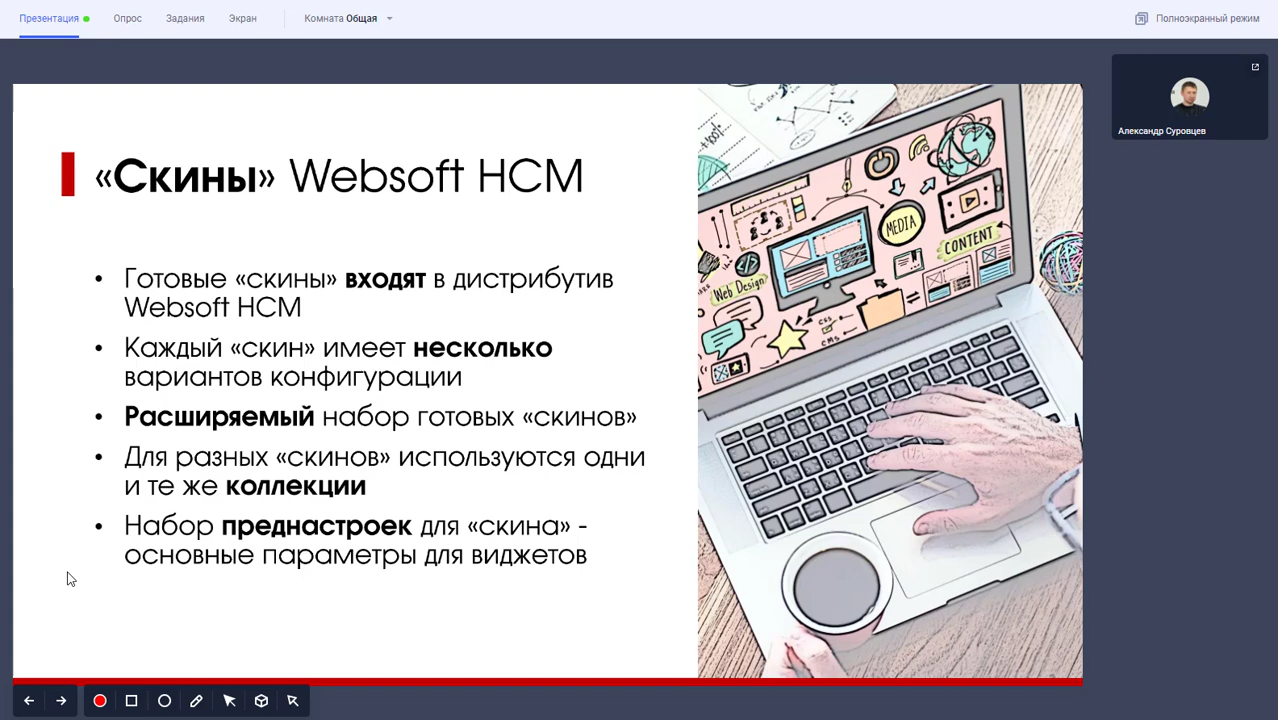 Презентация
Опрос
Задания
Экран
Комната Общая
Полноэкранный режим
Александр Суровцев
«Скины» Websoft HCM
• Готовые «скины» входят в дистрибутив
Websoft HCM
• Каждый «скин» имеет несколько
вариантов конфигурации
• Расширяемый набор готовых «скинов»
• Для разных «скинов» используются одни
и те же коллекции
• Набор преднастроек для «скина» -
основные параметры для виджетов
MEDIA
CONTENT
Web Design
CSS
CMS